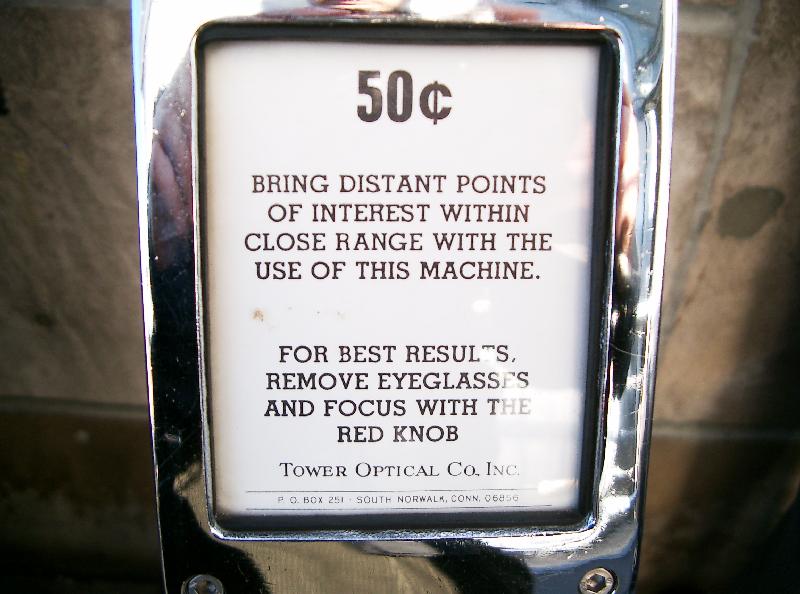 50¢
BRING DISTANT POINTS
OF INTEREST WITHIN
CLOSE RANGE WITH THE
USE OF THIS MACHINE.
FOR BEST RESULTS,
REMOVE EYEGLASSES
AND FOCUS WITH THE
RED KNOB
TOWER OPTICAL CO. INC.
P. O. BOX 251 · SOUTH NORWALK, CONN. 06856